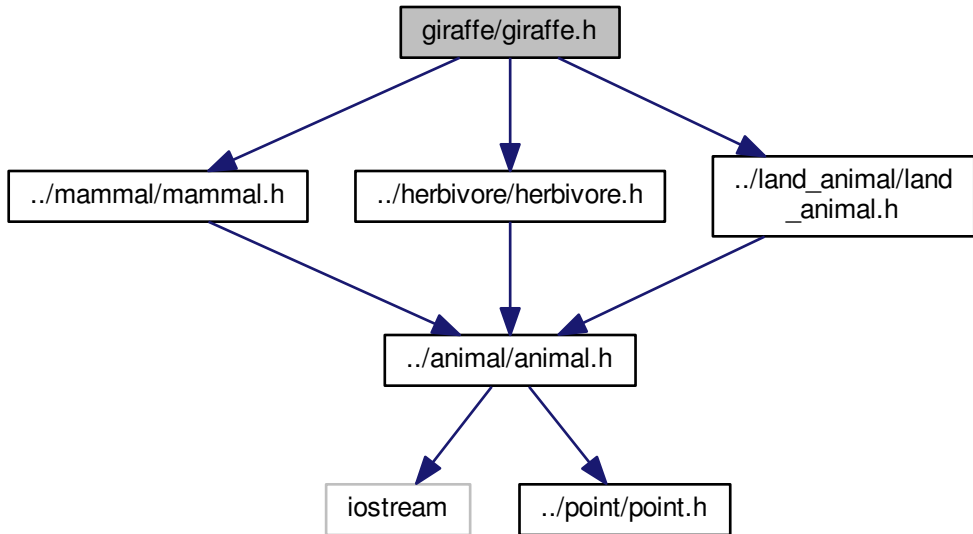 giraffe/giraffe.h
../mammal/mammal.h
../herbivore/herbivore.h
../land_animal/land
_animal.h
../animal/animal.h
iostream
../point/point.h